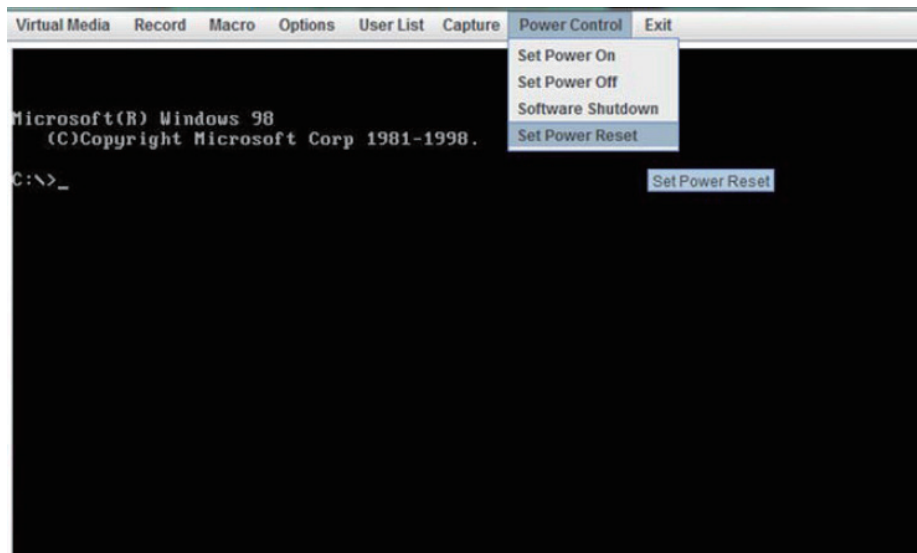 Virtual Media Record Macro Options User List Capture Power Control Exit
Set Power On
Set Power Off
Software Shutdown
Set Power Reset
Set Power Reset
Microsoft(R) Windows 98
(C)Copyright Microsoft Corp 1981-1998.
C:\>_